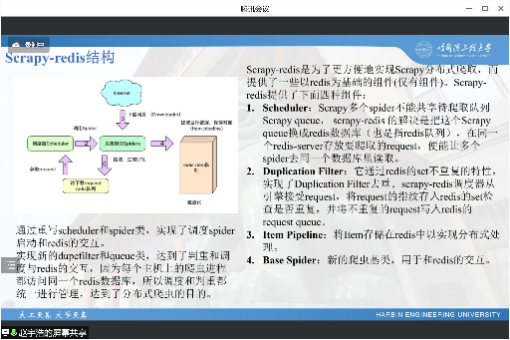 腾讯会议
录制中
哈尔滨工程大学
Scrapy-redis结构
Internet
调度器Scheduler
待下载request
redis队列
通过重写scheduler和spider类，实现了调度spider
启动和redis的交互。
实现新的dupefilter和queue类，达到了判重和调
度与redis的交互，因为每个主机上的爬虫进程
都访问同一个redis数据库，所以调度和判重都
统一进行管理，达到了分布式爬虫的目的。
Scrapy-redis是为了更方便地实现Scrapy分布式爬取，而
提供了一些以redis为基础的组件(仅有组件)。Scrapy-
redis提供了下面四种组件:
1. Scheduler: Scrapy多个spider不能共享待爬取队列
Scrapy queue， scrapy-redis 的解决是把这个Scrapy
queue换成redis数据库（也是指redis队列），在同一
个redis-server存放要爬取的request，便能让多个
spider去同一个数据库里读取。
2. Duplication Filter: 它通过redis的set不重复的特性，
实现了Duplication Filter去重。scrapy-redis调度器从
引擎接受request，将request的指纹存入redis的set检
查是否重复，并将不重复的request写入redis的
request queue。
3. Item Pipeline: 将Item存储在redis中以实现分布式处
理。
4. Base Spider: 新的爬虫基类，用于和redis的交互。
大工至善 大学至真
HARBIN ENGINEERING UNIVERSITY
赵宇浩的屏幕共享